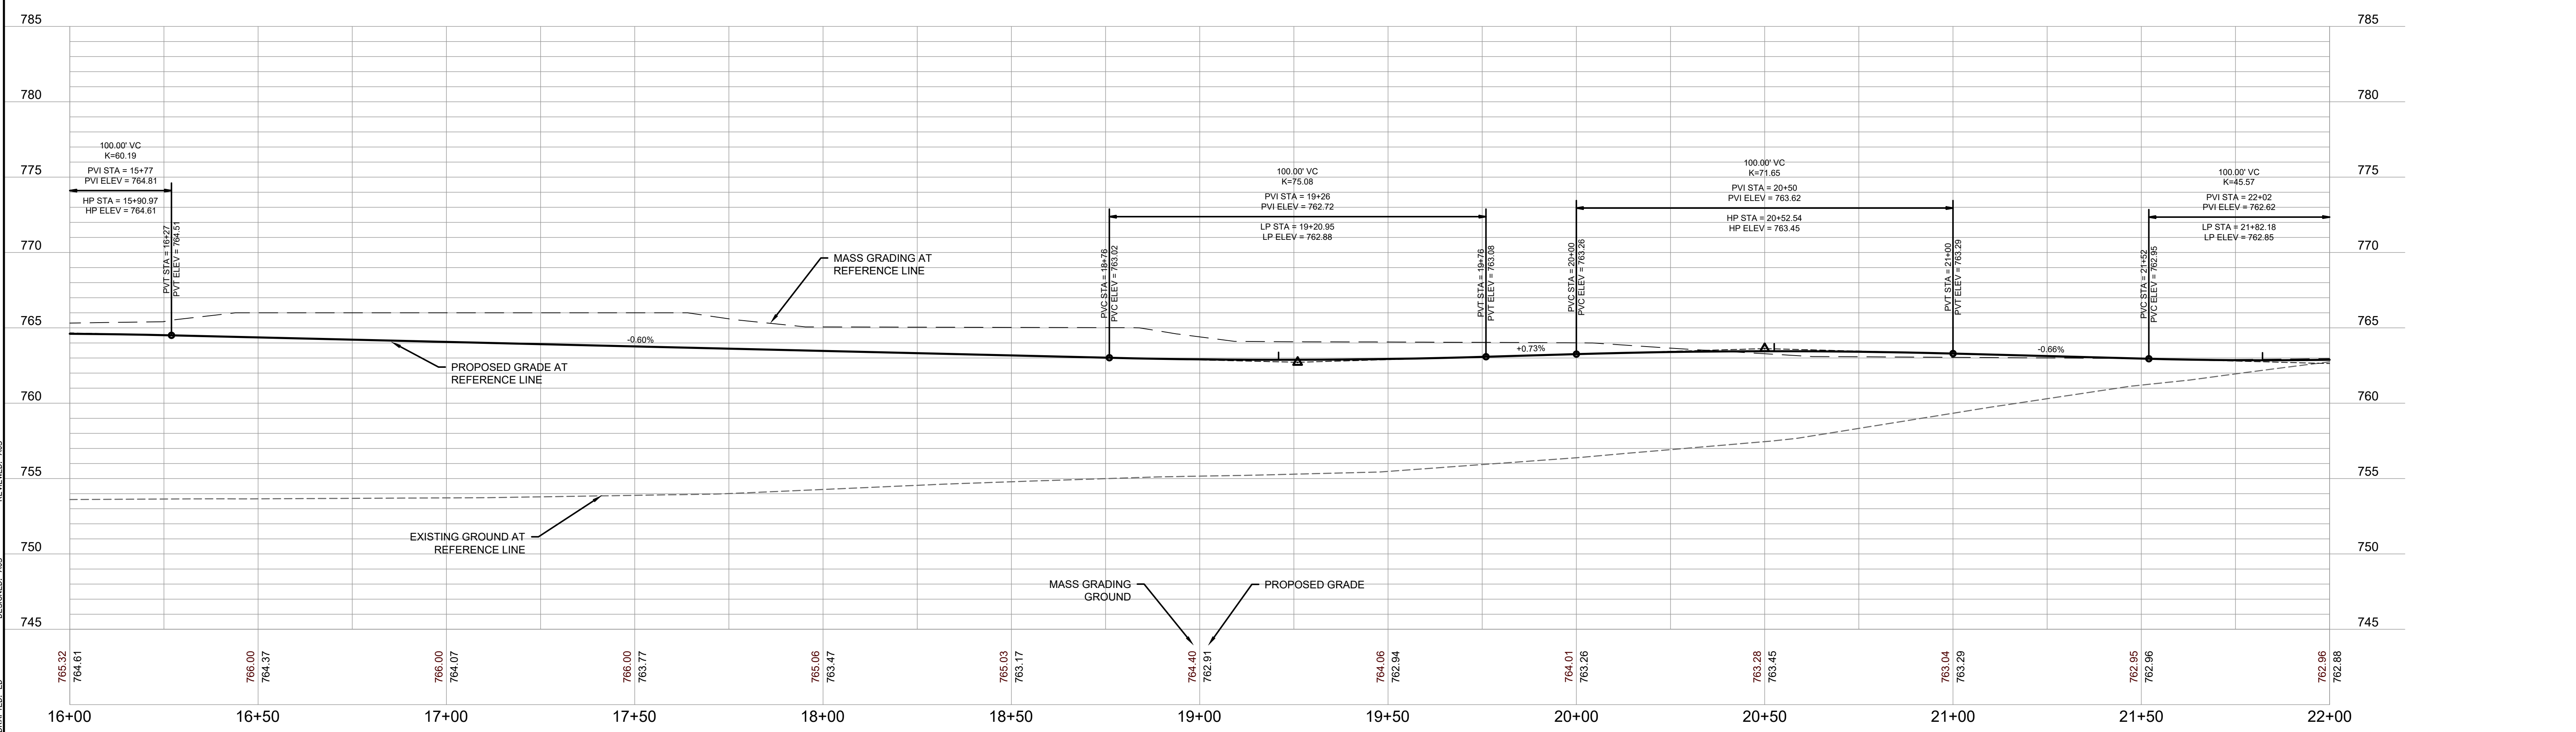 785
785
780
780
775
775
770
770
765
765
760
760
755
755
750
750
745
745
100.00' VC
K=60.19
PVI STA = 15+77
PVI ELEV = 764.81
HP STA = 15+90.97
HP ELEV = 764.61
PVT STA = 16+27
PVT ELEV = 764.51
-0.60%
MASS GRADING AT
REFERENCE LINE
PROPOSED GRADE AT
REFERENCE LINE
EXISTING GROUND AT
REFERENCE LINE
100.00' VC
K=75.08
PVI STA = 19+26
PVI ELEV = 762.72
LP STA = 19+20.95
LP ELEV = 762.88
PVC STA = 18+76
PVC ELEV = 763.02
PVT STA = 19+76
PVT ELEV = 763.08
+0.73%
100.00' VC
K=71.65
PVI STA = 20+50
PVI ELEV = 763.62
HP STA = 20+52.54
HP ELEV = 763.45
PVC STA = 20+00
PVC ELEV = 763.26
PVT STA = 21+00
PVT ELEV = 763.29
-0.66%
100.00' VC
K=45.57
PVI STA = 22+02
PVI ELEV = 762.62
LP STA = 21+82.18
LP ELEV = 762.85
PVC STA = 21+52
PVC ELEV = 762.95
MASS GRADING
GROUND
PROPOSED GRADE
765.32
764.61
766.00
764.37
766.00
764.07
766.00
763.77
765.06
763.47
765.03
763.17
764.40
762.91
764.06
762.94
764.01
763.26
763.28
763.45
763.04
763.29
762.95
762.96
762.96
762.88
16+00
16+50
17+00
17+50
18+00
18+50
19+00
19+50
20+00
20+50
21+00
21+50
22+00